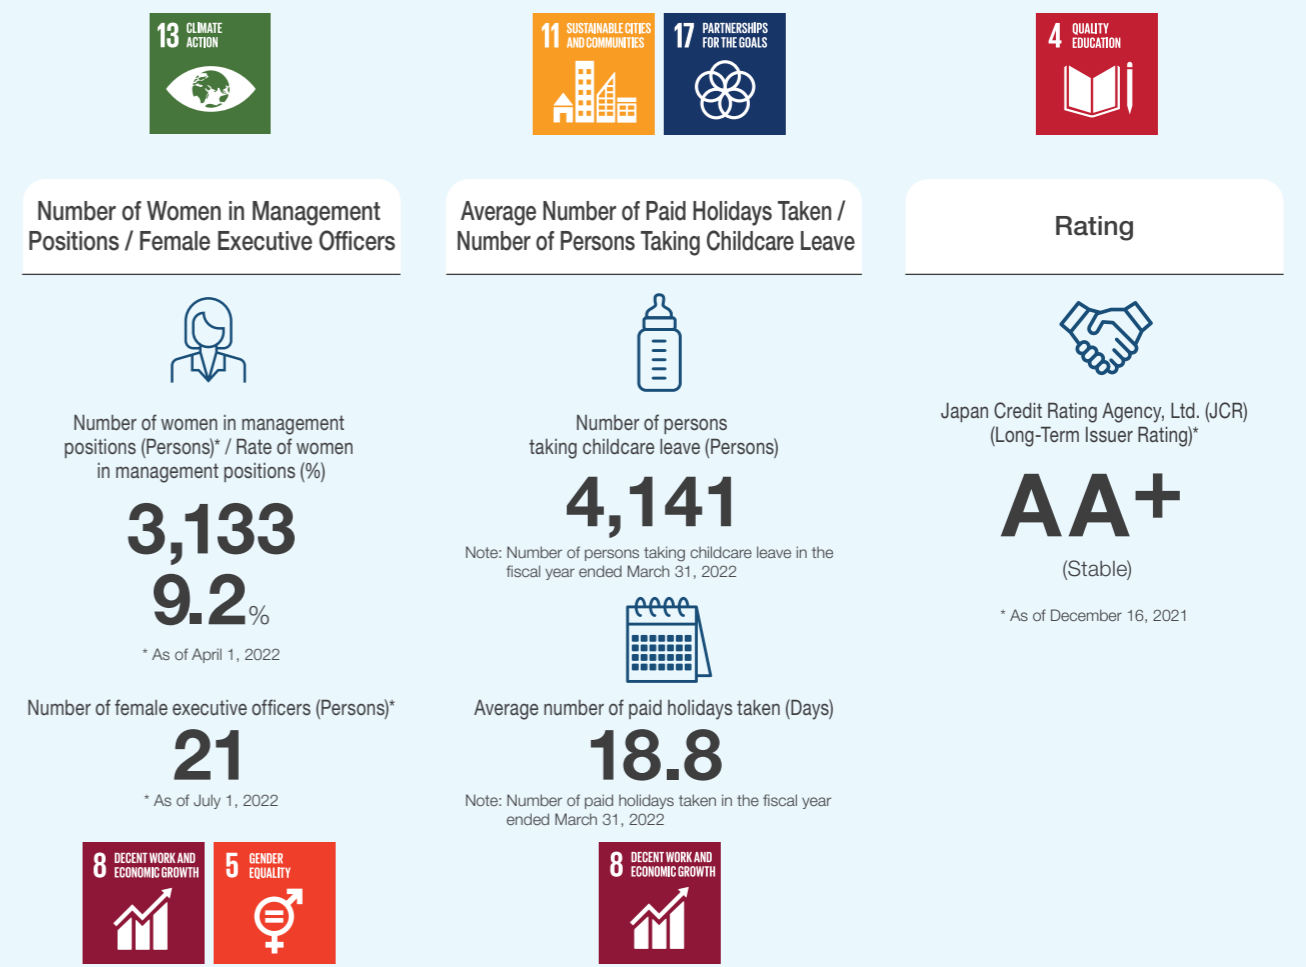 13 CLIMATE
ACTION
11 SUSTAINABLE CITIES
AND COMMUNITIES
17 PARTNERSHIPS
FOR THE GOALS
4 QUALITY
EDUCATION
Number of Women in Management
Positions / Female Executive Officers
Number of women in management
positions (Persons)* / Rate of women
in management positions (%)
3,133
9.2%
* As of April 1, 2022
Number of female executive officers (Persons)*
21
* As of July 1, 2022
8 DECENT WORK AND
ECONOMIC GROWTH
5 GENDER
EQUALITY
Average Number of Paid Holidays Taken /
Number of Persons Taking Childcare Leave
Number of persons
taking childcare leave (Persons)
4,141
Note: Number of persons taking childcare leave in the
fiscal year ended March 31, 2022
Average number of paid holidays taken (Days)
18.8
Note: Number of paid holidays taken in the fiscal year
ended March 31, 2022
8 DECENT WORK AND
ECONOMIC GROWTH
Rating
Japan Credit Rating Agency, Ltd. (JCR)
(Long-Term Issuer Rating)*
AA+
(Stable)
* As of December 16, 2021